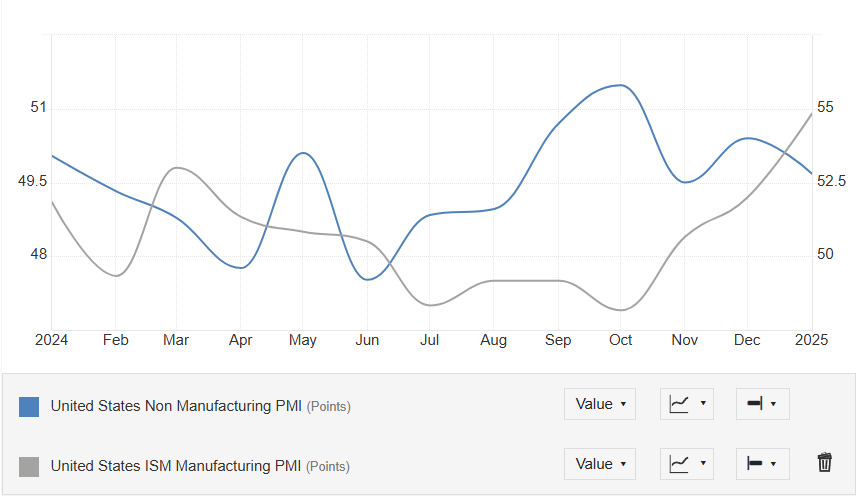 51 55
49.5 52.5
48 50
2024 Feb Mar Apr May Jun Jul Aug Sep Oct Nov Dec 2025
United States Non Manufacturing PMI (Points) Value
United States ISM Manufacturing PMI (Points) Value